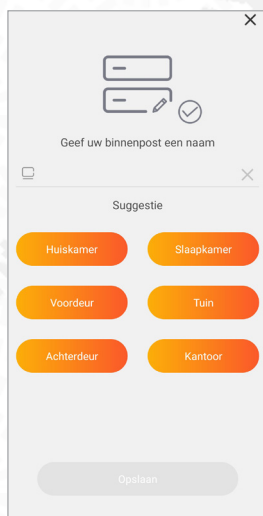 Geef uw binnenpost een naam
Suggestie
Huiskamer
Slaapkamer
Voordeur
Tuin
Achterdeur
Kantoor
Opslaan